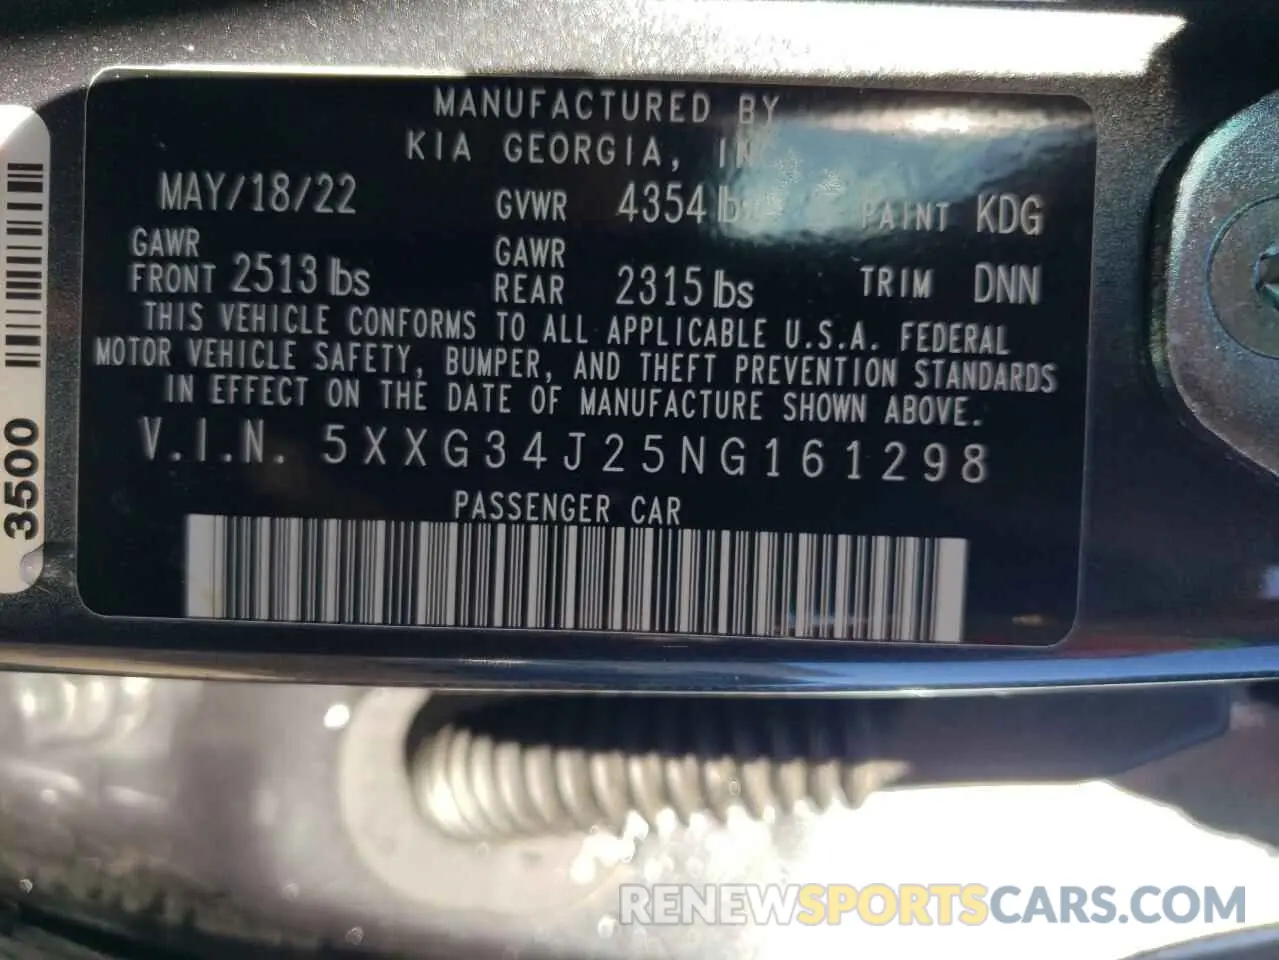 MANUFACTURED BY
KIA GEORGIA, IN
MAY/18/22 GVWR 4354 lbs PAINT KDG
GAWR FRONT 2513 lbs GAWR REAR 2315 lbs TRIM DNN
THIS VEHICLE CONFORMS TO ALL APPLICABLE U.S.A. FEDERAL
MOTOR VEHICLE SAFETY, BUMPER, AND THEFT PREVENTION STANDARDS
IN EFFECT ON THE DATE OF MANUFACTURE SHOWN ABOVE.
V.I.N. 5XXG34J25NG161298
PASSENGER CAR
3500
RENEWSPORTSCARS.COM